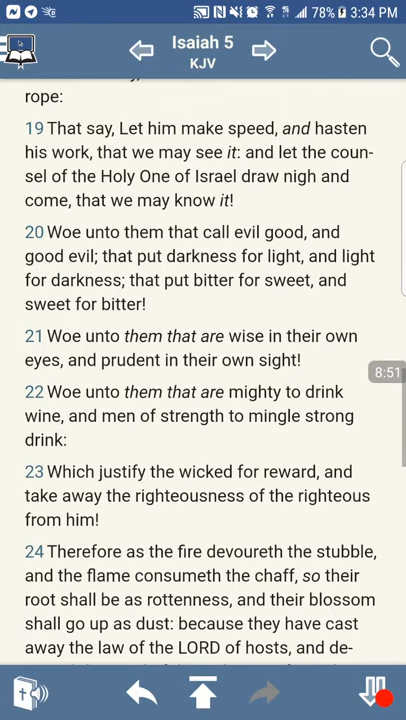 78% 3:34 PM
Isaiah 5
KJV
rope:
19 That say, Let him make speed, and hasten
his work, that we may see it: and let the coun-
sel of the Holy One of Israel draw nigh and
come, that we may know it!
20 Woe unto them that call evil good, and
good evil; that put darkness for light, and light
for darkness; that put bitter for sweet, and
sweet for bitter!
21 Woe unto them that are wise in their own
eyes, and prudent in their own sight!
8:51
22 Woe unto them that are mighty to drink
wine, and men of strength to mingle strong
drink:
23 Which justify the wicked for reward, and
take away the righteousness of the righteous
from him!
24 Therefore as the fire devoureth the stubble,
and the flame consumeth the chaff, so their
root shall be as rottenness, and their blossom
shall go up as dust: because they have cast
away the law of the LORD of hosts, and de-